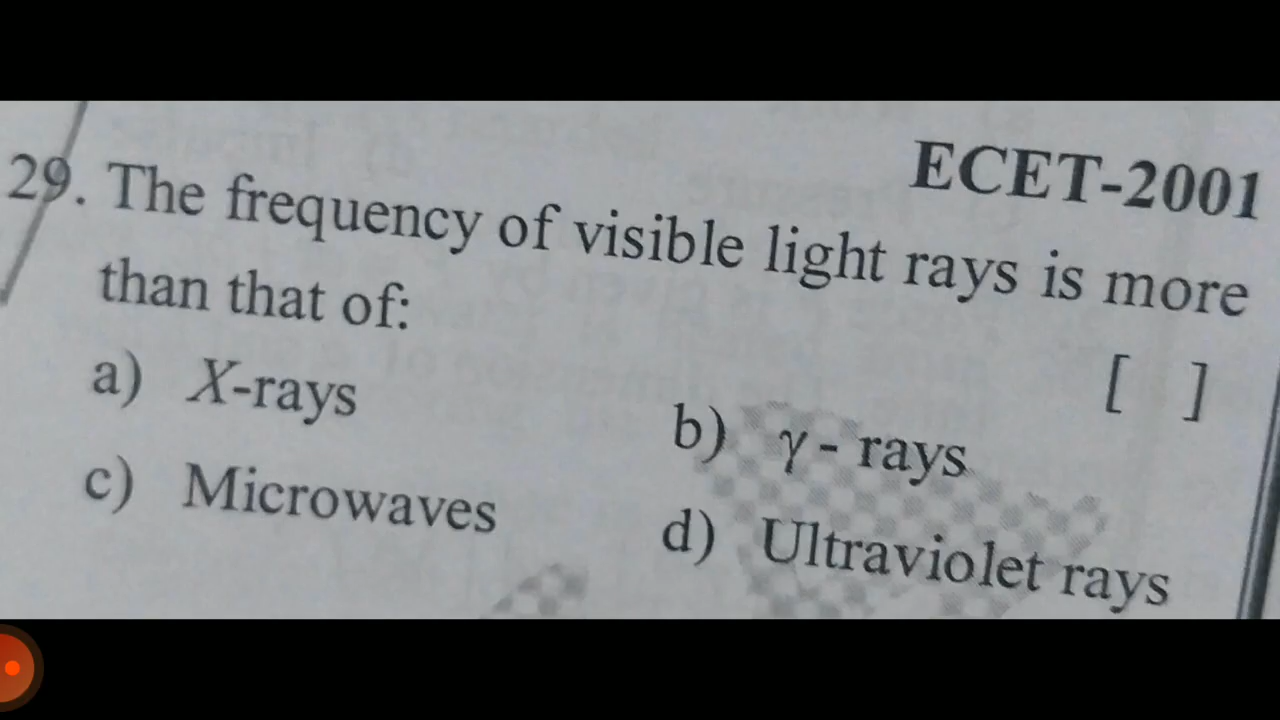 ECET-2001
29. The frequency of visible light rays is more
than that of:
[ ]
a) X-rays
b) γ - rays
c) Microwaves
d) Ultraviolet rays